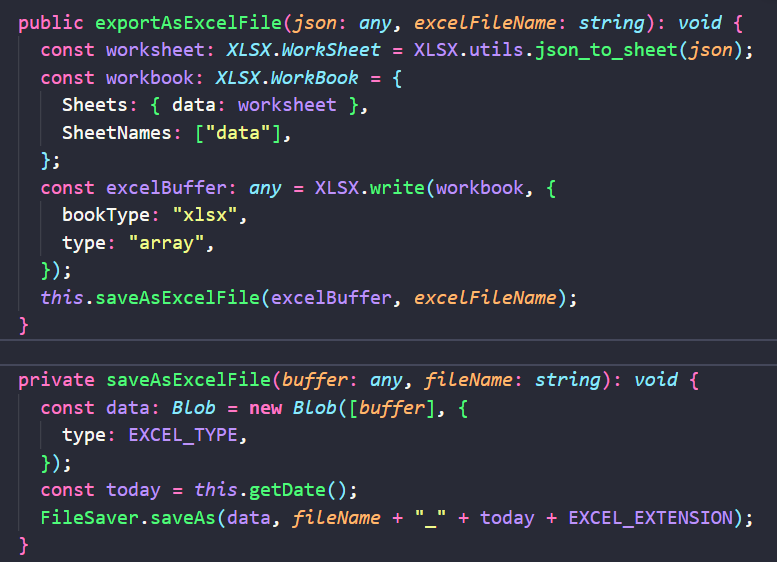 public exportAsExcelFile(json: any, excelFileName: string): void {
  const worksheet: XLSX.WorkSheet = XLSX.utils.json_to_sheet(json);
  const workbook: XLSX.WorkBook = {
    Sheets: { data: worksheet },
    SheetNames: ["data"],
  };
  const excelBuffer: any = XLSX.write(workbook, {
    bookType: "xlsx",
    type: "array",
  });
  this.saveAsExcelFile(excelBuffer, excelFileName);
}
private saveAsExcelFile(buffer: any, fileName: string): void {
  const data: Blob = new Blob([buffer], {
    type: EXCEL_TYPE,
  });
  const today = this.getDate();
  FileSaver.saveAs(data, fileName + "_" + today + EXCEL_EXTENSION);
}